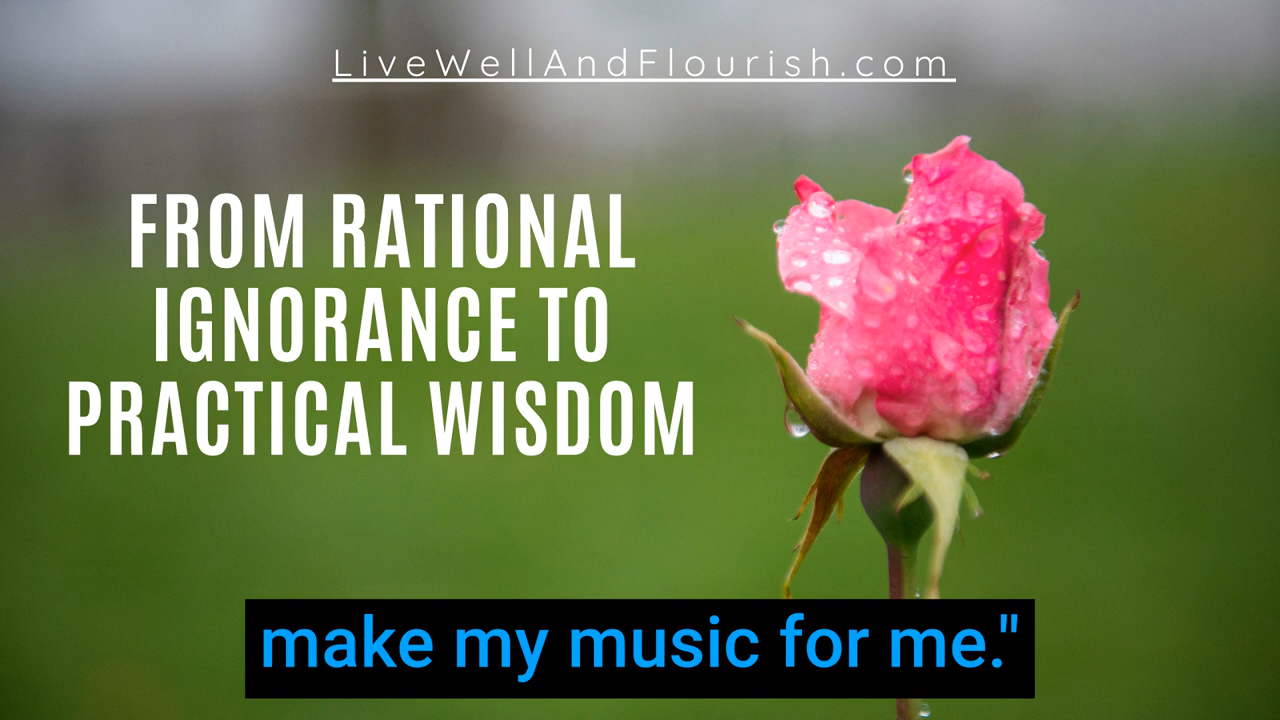 LiveWellAndFlourish.com
FROM RATIONAL
IGNORANCE TO
PRACTICAL WISDOM
make my music for me."